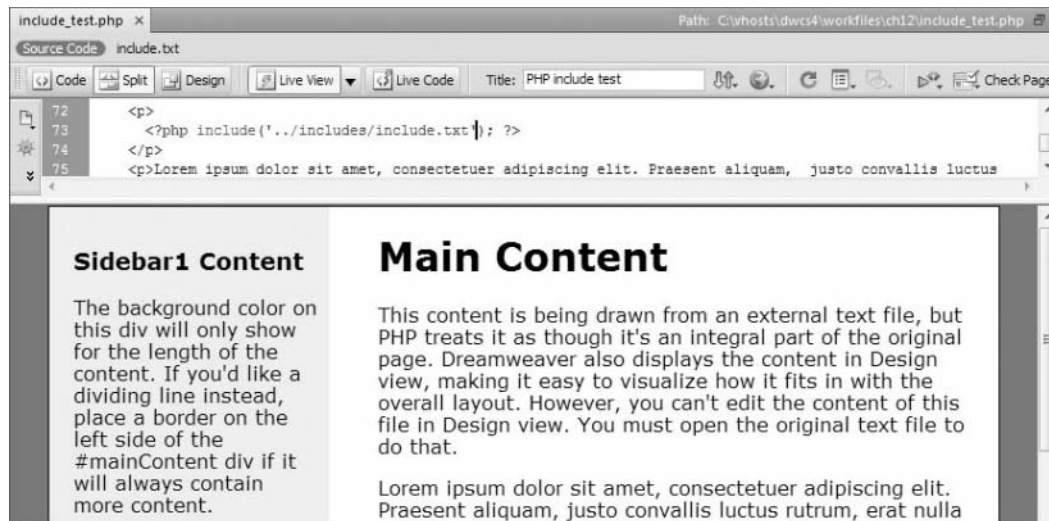 include_test.php × Path: C:\vhosts\dwcs4\workfiles\ch12\include_test.php
Source Code include.txt
Code Split Design Live View Live Code Title: PHP include test Check Page
72 <p>
73 <?php include('../includes/include.txt'); ?>
74 </p>
75 <p>Lorem ipsum dolor sit amet, consectetuer adipiscing elit. Praesent aliquam, justo convallis luctus
Sidebar1 Content
The background color on
this div will only show
for the length of the
content. If you'd like a
dividing line instead,
place a border on the
left side of the
#mainContent div if it
will always contain
more content.
Main Content
This content is being drawn from an external text file, but
PHP treats it as though it's an integral part of the original
page. Dreamweaver also displays the content in Design
view, making it easy to visualize how it fits in with the
overall layout. However, you can't edit the content of this
file in Design view. You must open the original text file to
do that.
Lorem ipsum dolor sit amet, consectetuer adipiscing elit.
Praesent aliquam, justo convallis luctus rutrum, erat nulla